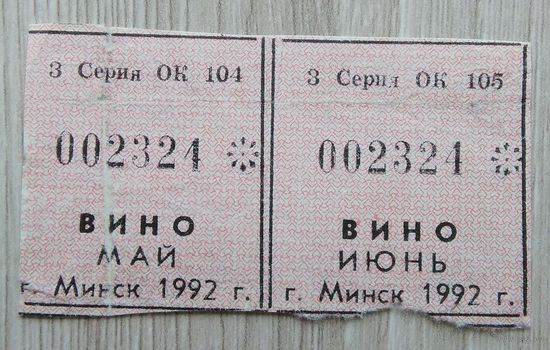 3 Серия ОК 104
002324
ВИНО
МАЙ
г. Минск 1992 г.
3 Серия ОК 105
002324
ВИНО
ИЮНЬ
г. Минск 1992 г.